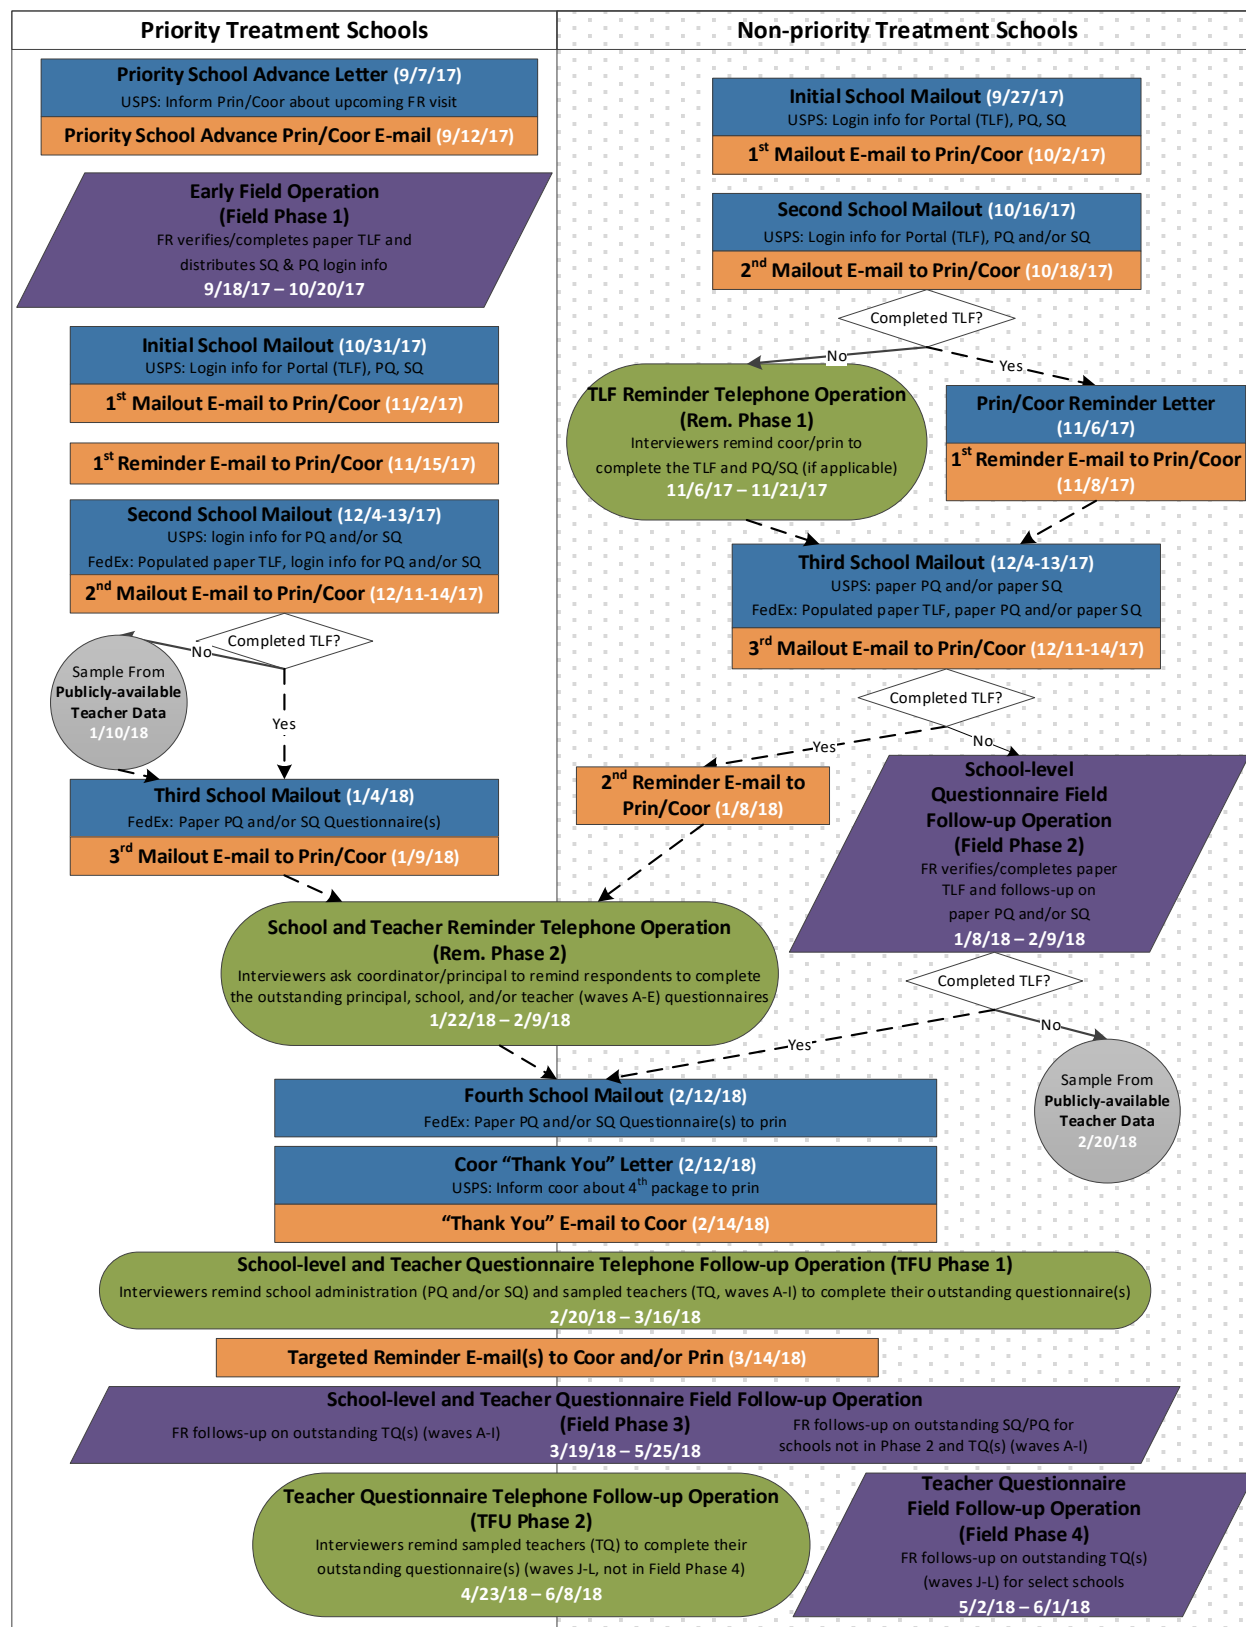 Priority Treatment Schools
Priority School Advance Letter (9/7/17)
USPS: Inform Prin/Coor about upcoming FR visit
Priority School Advance Prin/Coor E-mail (9/12/17)
Early Field Operation
(Field Phase 1)
FR verifies/completes paper TLF and
distributes SQ & PQ login info
9/18/17 – 10/20/17
Initial School Mailout (10/31/17)
USPS: Login info for Portal (TLF), PQ, SQ
1st Mailout E-mail to Prin/Coor (11/2/17)
1st Reminder E-mail to Prin/Coor (11/15/17)
Second School Mailout (12/4-13/17)
USPS: login info for PQ and/or SQ
FedEx: Populated paper TLF, login info for PQ and/or SQ
2nd Mailout E-mail to Prin/Coor (12/11-14/17)
Completed TLF?
No
Sample From
Publicly-available
Teacher Data
1/10/18
Yes
Third School Mailout (1/4/18)
FedEx: Paper PQ and/or SQ Questionnaire(s)
3rd Mailout E-mail to Prin/Coor (1/9/18)
Non-priority Treatment Schools
Initial School Mailout (9/27/17)
USPS: Login info for Portal (TLF), PQ, SQ
1st Mailout E-mail to Prin/Coor (10/2/17)
Second School Mailout (10/16/17)
USPS: Login info for Portal (TLF), PQ and/or SQ
2nd Mailout E-mail to Prin/Coor (10/18/17)
Completed TLF?
No
Yes
TLF Reminder Telephone Operation
(Rem. Phase 1)
Interviewers remind coor/prin to
complete the TLF and PQ/SQ (if applicable)
11/6/17 – 11/21/17
Prin/Coor Reminder Letter
(11/6/17)
1st Reminder E-mail to Prin/Coor
(11/8/17)
Third School Mailout (12/4-13/17)
USPS: paper PQ and/or paper SQ
FedEx: Populated paper TLF, paper PQ and/or paper SQ
3rd Mailout E-mail to Prin/Coor (12/11-14/17)
Completed TLF?
Yes
No
2nd Reminder E-mail to
Prin/Coor (1/8/18)
School-level
Questionnaire Field
Follow-up Operation
(Field Phase 2)
FR verifies/completes paper
TLF and follows-up on
paper PQ and/or SQ
1/8/18 – 2/9/18
School and Teacher Reminder Telephone Operation
(Rem. Phase 2)
Interviewers ask coordinator/principal to remind respondents to complete
the outstanding principal, school, and/or teacher (waves A-E) questionnaires
1/22/18 – 2/9/18
Completed TLF?
No
Yes
Sample From
Publicly-available
Teacher Data
2/20/18
Fourth School Mailout (2/12/18)
FedEx: Paper PQ and/or SQ Questionnaire(s) to prin
Coor “Thank You” Letter (2/12/18)
USPS: Inform coor about 4th package to prin
“Thank You” E-mail to Coor (2/14/18)
School-level and Teacher Questionnaire Telephone Follow-up Operation (TFU Phase 1)
Interviewers remind school administration (PQ and/or SQ) and sampled teachers (TQ, waves A-I) to complete their outstanding questionnaire(s)
2/20/18 – 3/16/18
Targeted Reminder E-mail(s) to Coor and/or Prin (3/14/18)
School-level and Teacher Questionnaire Field Follow-up Operation
(Field Phase 3)
3/19/18 – 5/25/18
FR follows-up on outstanding TQ(s) (waves A-I)
FR follows-up on outstanding SQ/PQ for
schools not in Phase 2 and TQ(s) (waves A-I)
Teacher Questionnaire Telephone Follow-up Operation
(TFU Phase 2)
Interviewers remind sampled teachers (TQ) to complete their
outstanding questionnaire(s) (waves J-L, not in Field Phase 4)
4/23/18 – 6/8/18
Teacher Questionnaire
Field Follow-up Operation
(Field Phase 4)
FR follows-up on outstanding TQ(s)
(waves J-L) for select schools
5/2/18 – 6/1/18